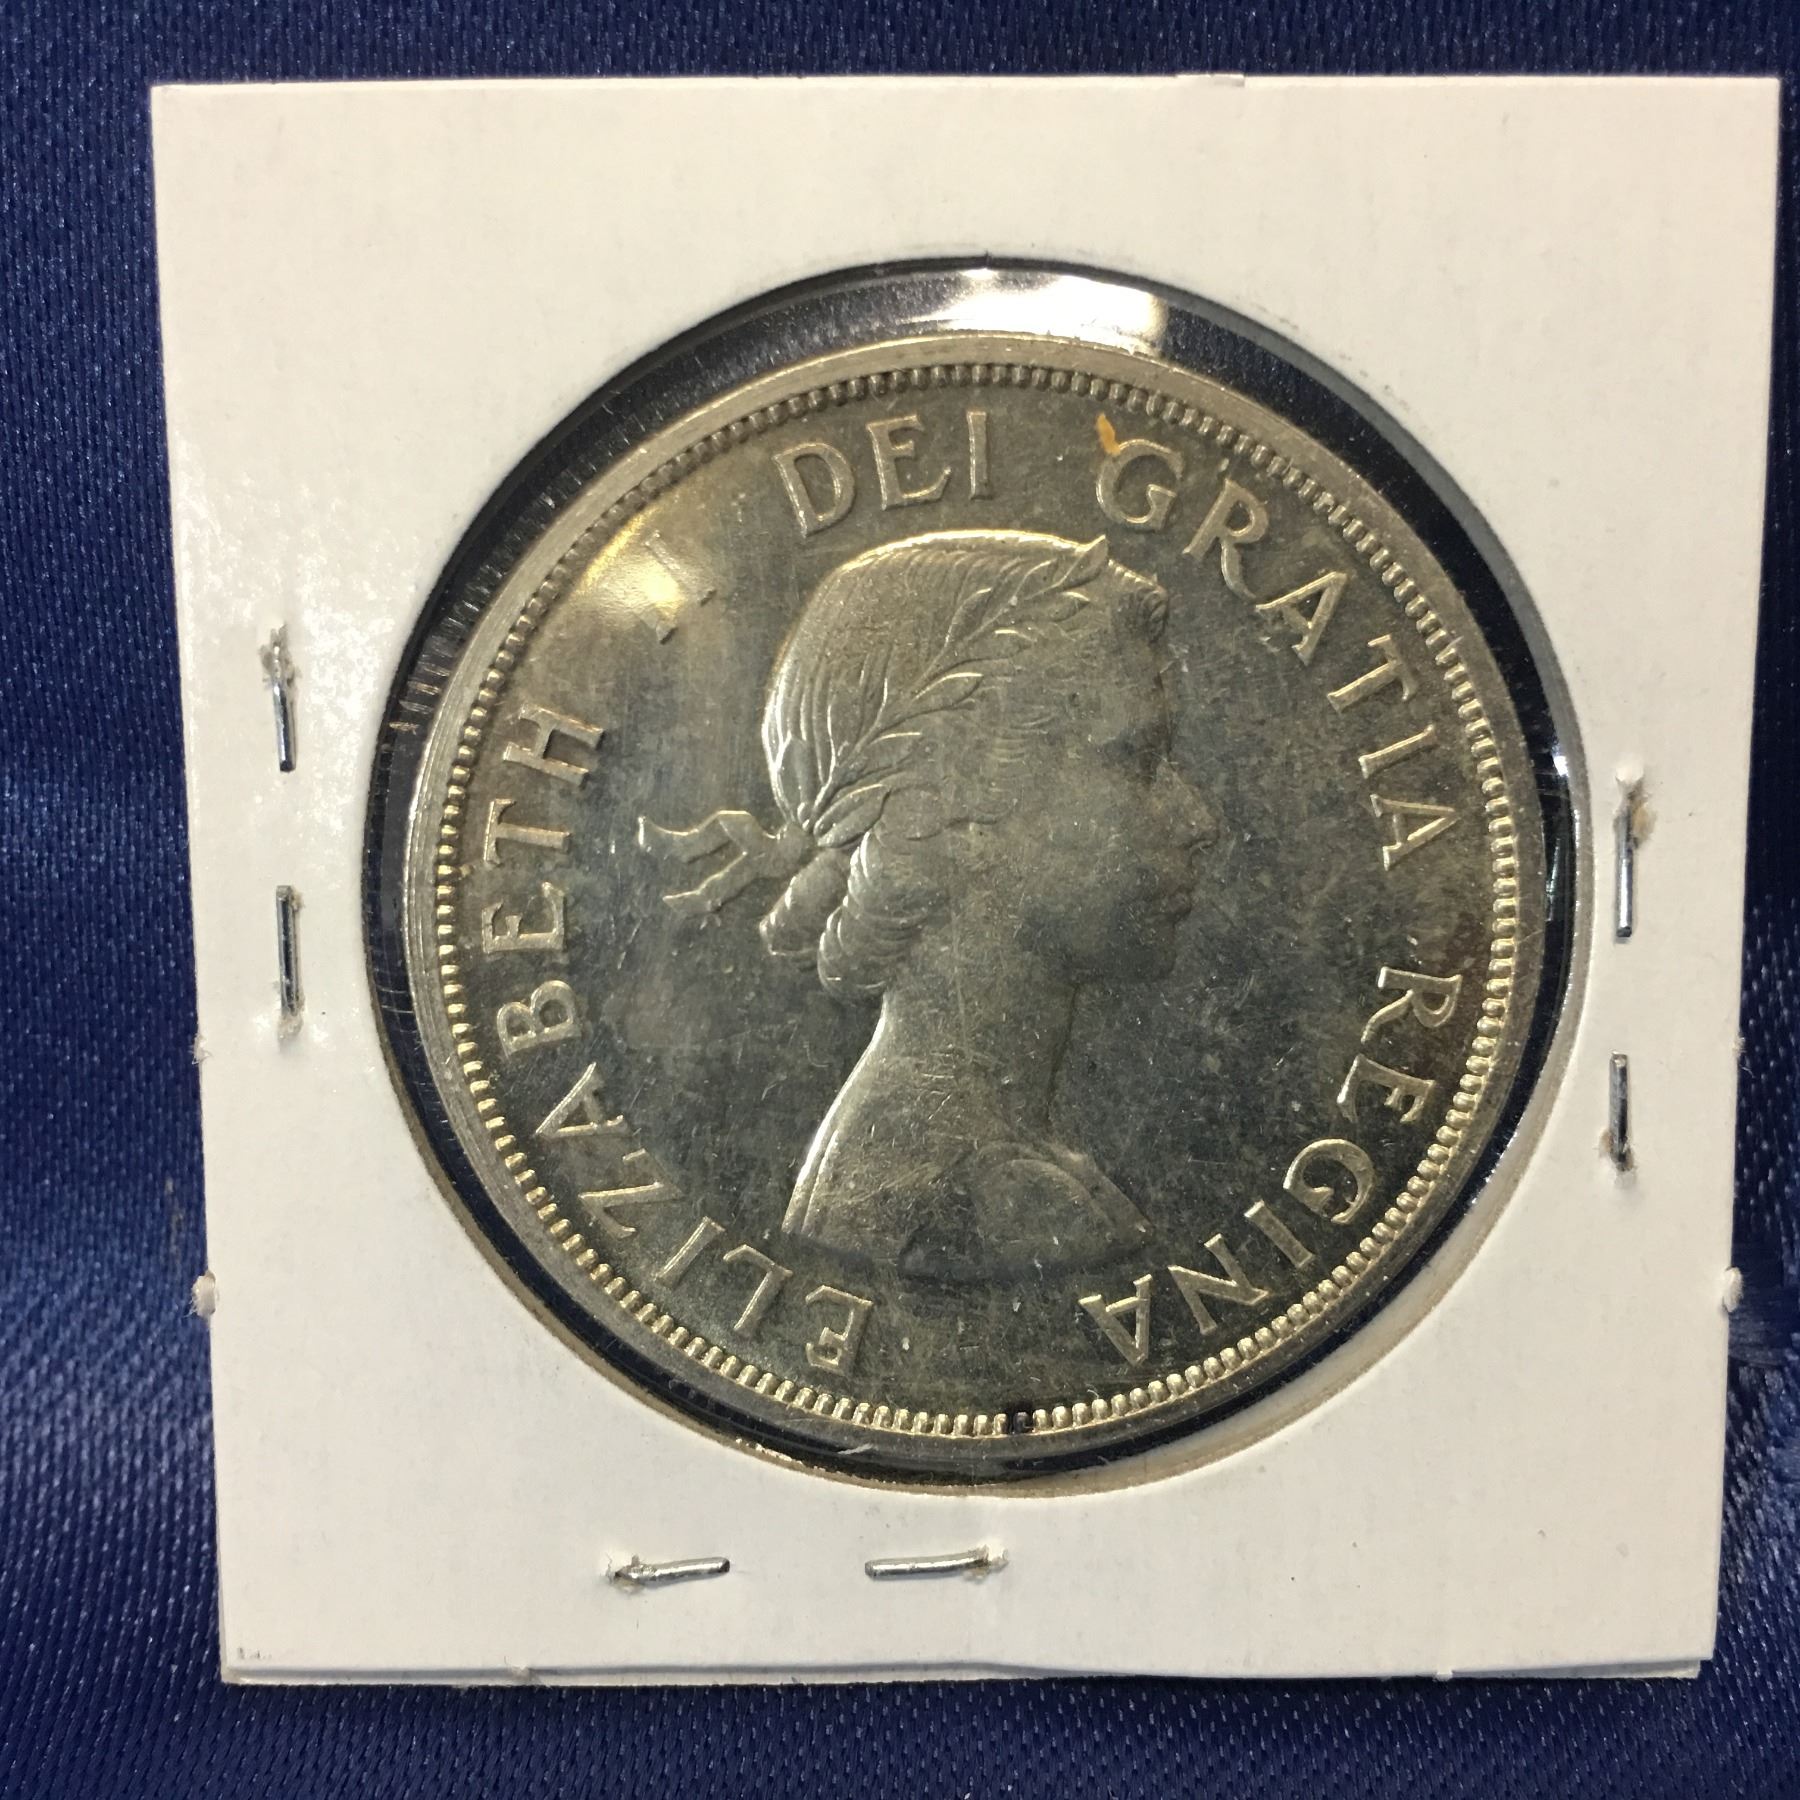 ELIZABETH II DEI GRATIA REGINA